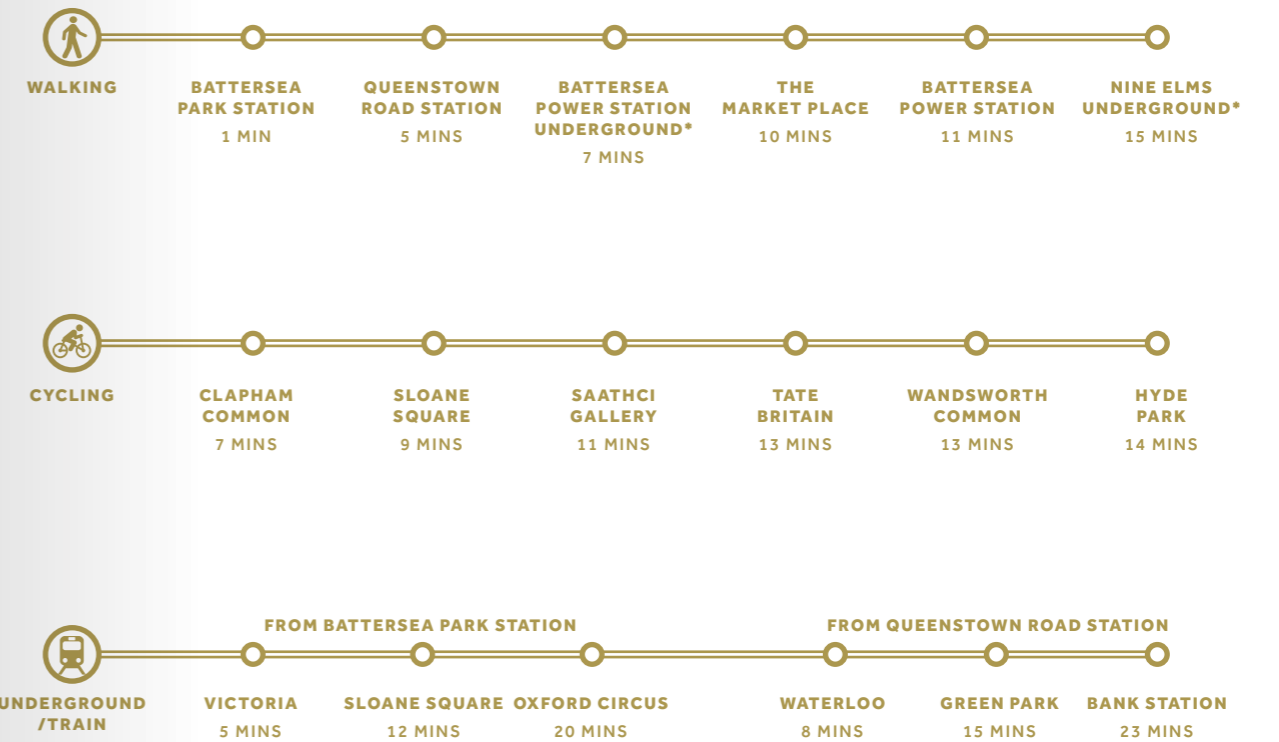 WALKING
BATTERSEA
PARK STATION
1 MIN
QUEENSTOWN
ROAD STATION
5 MINS
BATTERSEA
POWER STATION
UNDERGROUND*
7 MINS
THE
MARKET PLACE
10 MINS
BATTERSEA
POWER STATION
11 MINS
NINE ELMS
UNDERGROUND*
15 MINS
CYCLING
CLAPHAM
COMMON
7 MINS
SLOANE
SQUARE
9 MINS
SAATHCI
GALLERY
11 MINS
TATE
BRITAIN
13 MINS
WANDSWORTH
COMMON
13 MINS
HYDE
PARK
14 MINS
UNDERGROUND
/TRAIN
FROM BATTERSEA PARK STATION
VICTORIA
5 MINS
SLOANE SQUARE
12 MINS
OXFORD CIRCUS
20 MINS
FROM QUEENSTOWN ROAD STATION
WATERLOO
8 MINS
GREEN PARK
15 MINS
BANK STATION
23 MINS